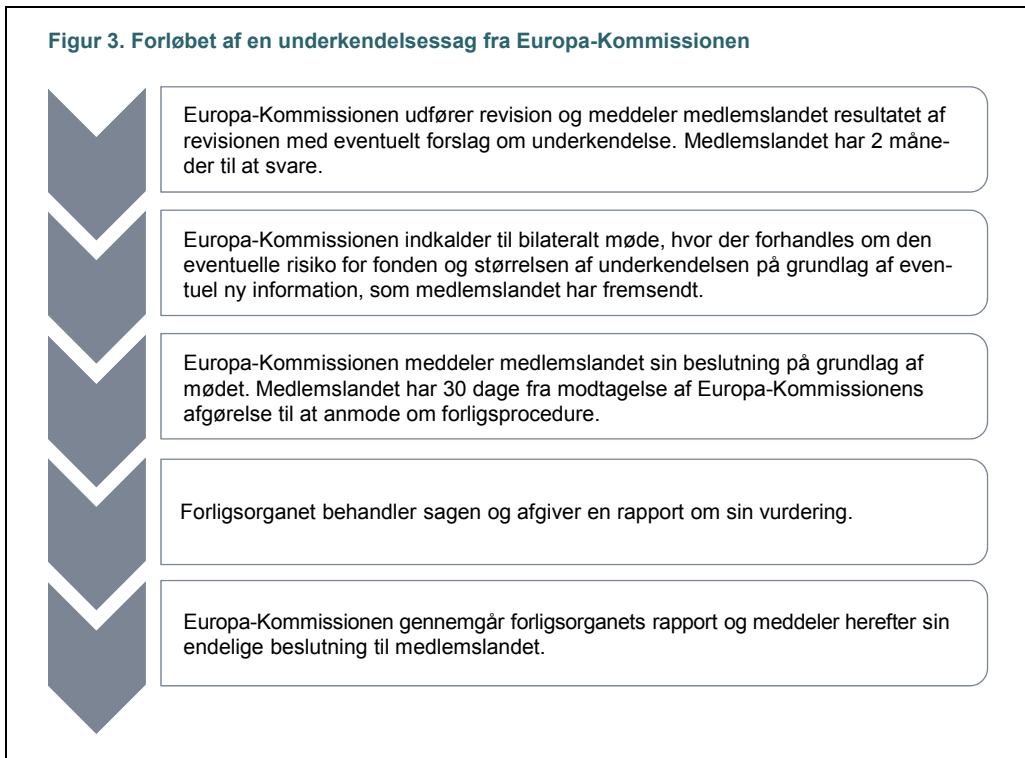 Figur 3. Forløbet af en underkendelsessag fra Europa-Kommissionen
Europa-Kommissionen udfører revision og meddeler medlemslandet resultatet af
revisionen med eventuelt forslag om underkendelse. Medlemslandet har 2 måne-
der til at svare.
Europa-Kommissionen indkalder til bilateralt møde, hvor der forhandles om den
eventuelle risiko for fonden og størrelsen af underkendelsen på grundlag af even-
tuel ny information, som medlemslandet har fremsendt.
Europa-Kommissionen meddeler medlemslandet sin beslutning på grundlag af
mødet. Medlemslandet har 30 dage fra modtagelse af Europa-Kommissionens
afgørelse til at anmode om forligsprocedure.
Forligsorganet behandler sagen og afgiver en rapport om sin vurdering.
Europa-Kommissionen gennemgår forligsorganets rapport og meddeler herefter sin
endelige beslutning til medlemslandet.